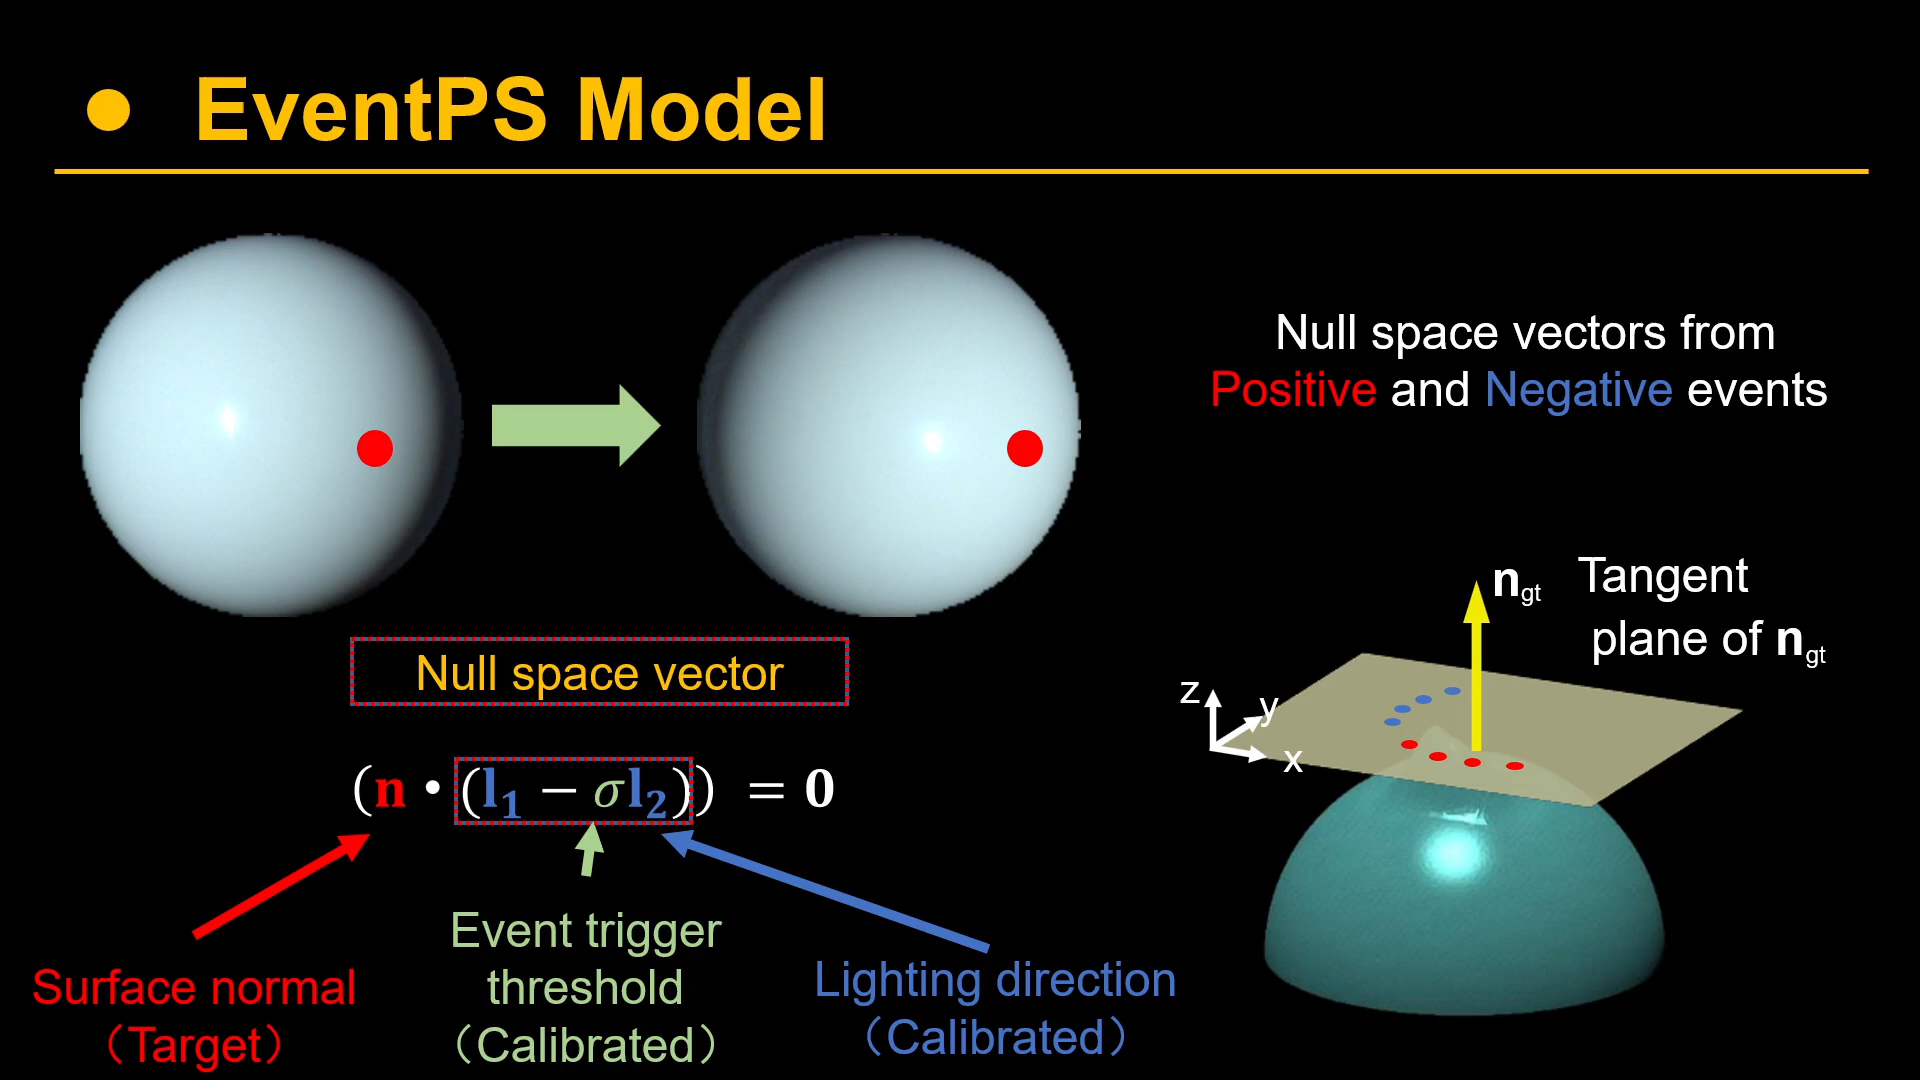 ● EventPS Model
Null space vectors from
Positive and Negative events
n_gt Tangent
plane of n_gt
z
y
x
Null space vector
(n · (l₁ − σl₂)) = 0
Event trigger
threshold
（Calibrated）
Surface normal
（Target）
Lighting direction
（Calibrated）